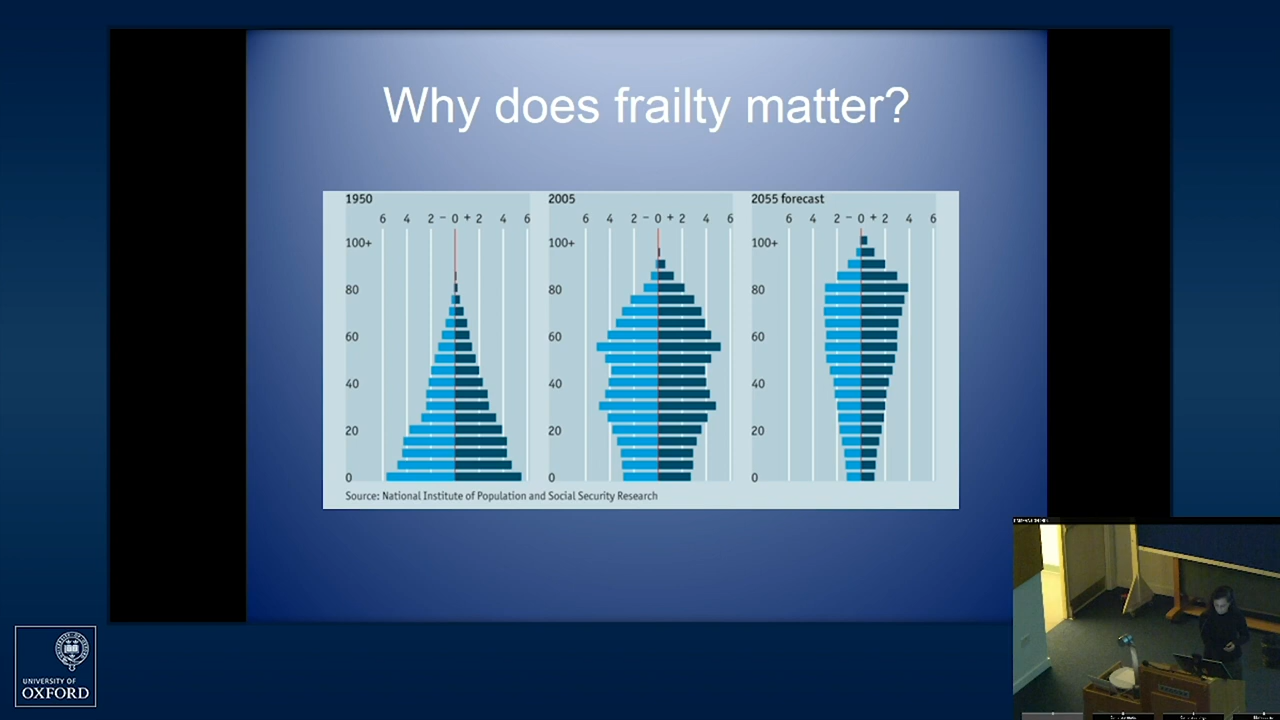 Why does frailty matter?
1950
6 4 2 – 0 + 2 4 6
100+
80
60
40
20
0
2005
6 4 2 – 0 + 2 4 6
100+
80
60
40
20
0
2055 forecast
6 4 2 – 0 + 2 4 6
100+
80
60
40
20
0
Source: National Institute of Population and Social Security Research
UNIVERSITY OF
OXFORD